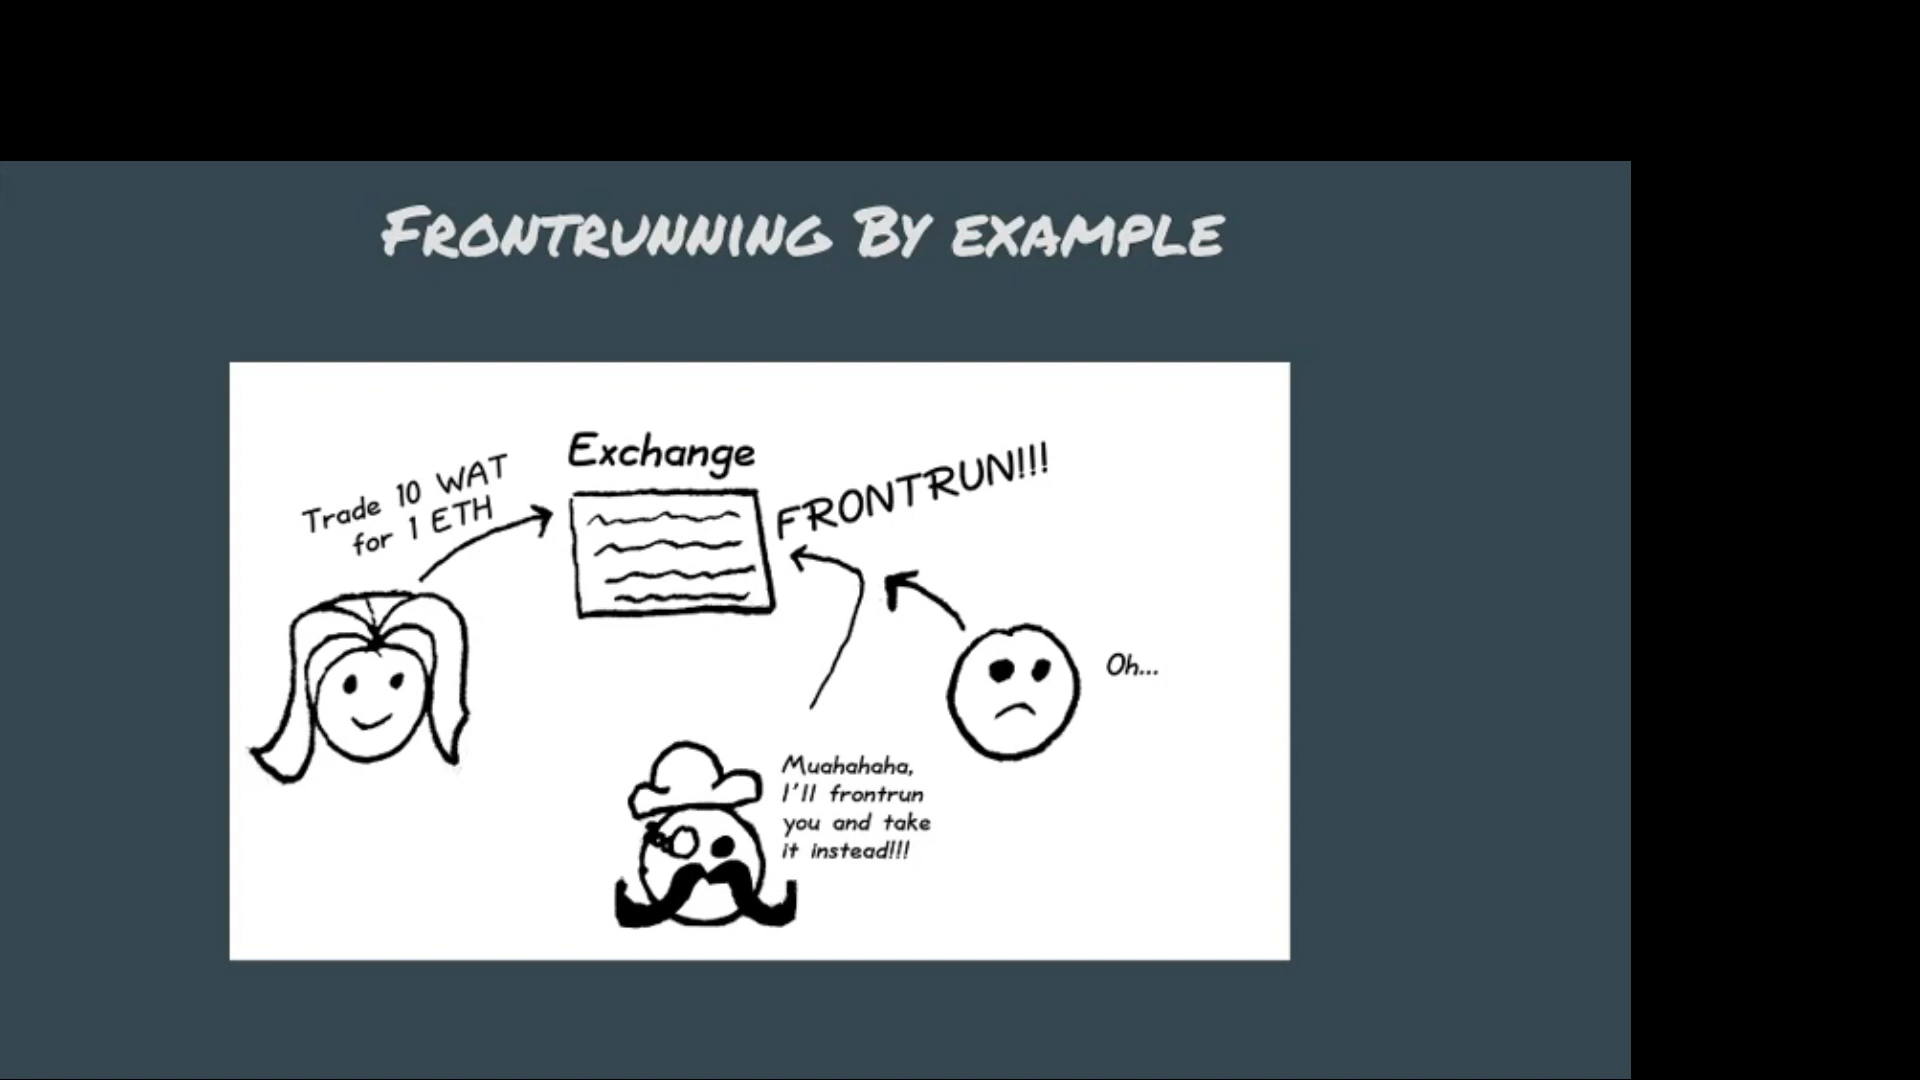 FRONTRUNNING BY EXAMPLE
Exchange
Trade 10 WAT
for 1 ETH
FRONTRUN!!!
Oh...
Muahahaha,
I'll frontrun
you and take
it instead!!!